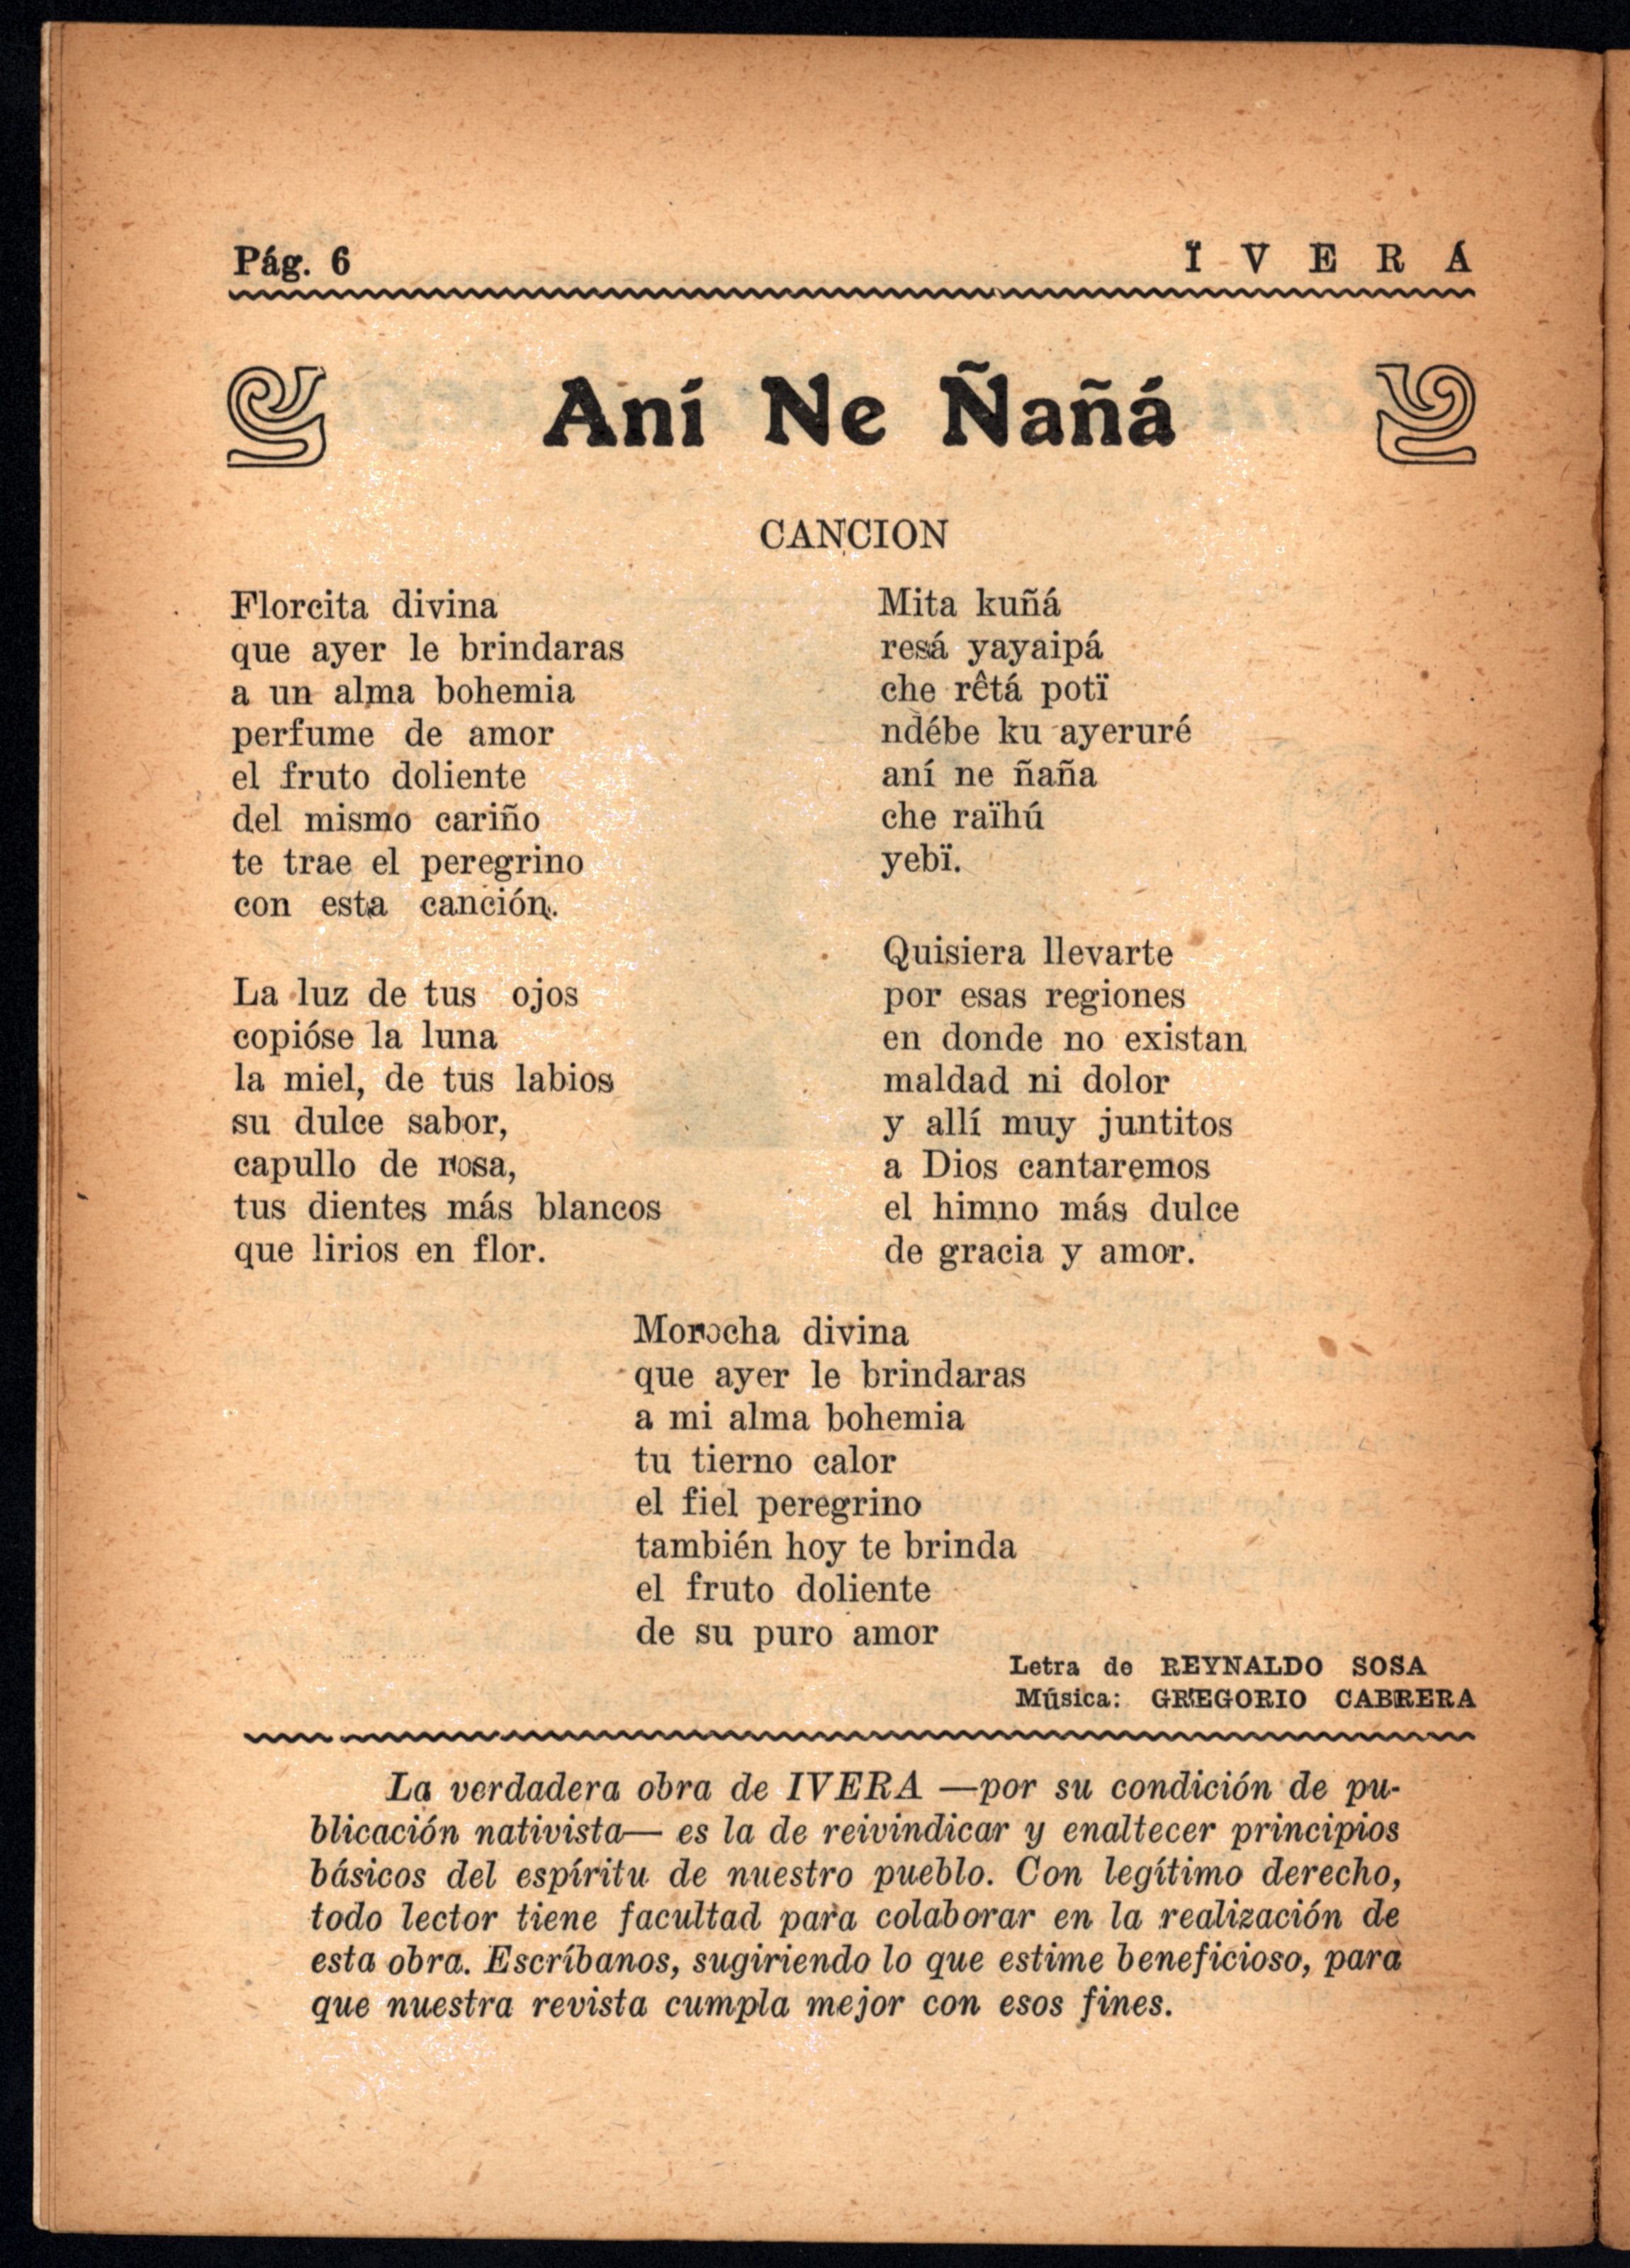 Pág. 6
Ï V E R Á
Aní Ne Ñañá
CANCION
Florcita divina
que ayer le brindaras
a un alma bohemia
perfume de amor
el fruto doliente
del mismo cariño
te trae el peregrino
con esta canción.
La luz de tus ojos
copióse la luna
la miel, de tus labios
su dulce sabor,
capullo de rosa,
tus dientes más blancos
que lirios en flor.
Mita kuñá
resá yayaipá
che rêtá potï
ndébe ku ayeruré
aní ne ñaña
che raïhú
yebï.
Quisiera llevarte
por esas regiones
en donde no existan
maldad ni dolor
y allí muy juntitos
a Dios cantaremos
el himno más dulce
de gracia y amor.
Morocha divina
que ayer le brindaras
a mi alma bohemia
tu tierno calor
el fiel peregrino
también hoy te brinda
el fruto doliente
de su puro amor
Letra de REYNALDO SOSA
Música: GREGORIO CABRERA
La verdadera obra de IVERA —por su condición de pu-
blicación nativista— es la de reivindicar y enaltecer principios
básicos del espíritu de nuestro pueblo. Con legítimo derecho,
todo lector tiene facultad para colaborar en la realización de
esta obra. Escríbanos, sugiriendo lo que estime beneficioso, para
que nuestra revista cumpla mejor con esos fines.